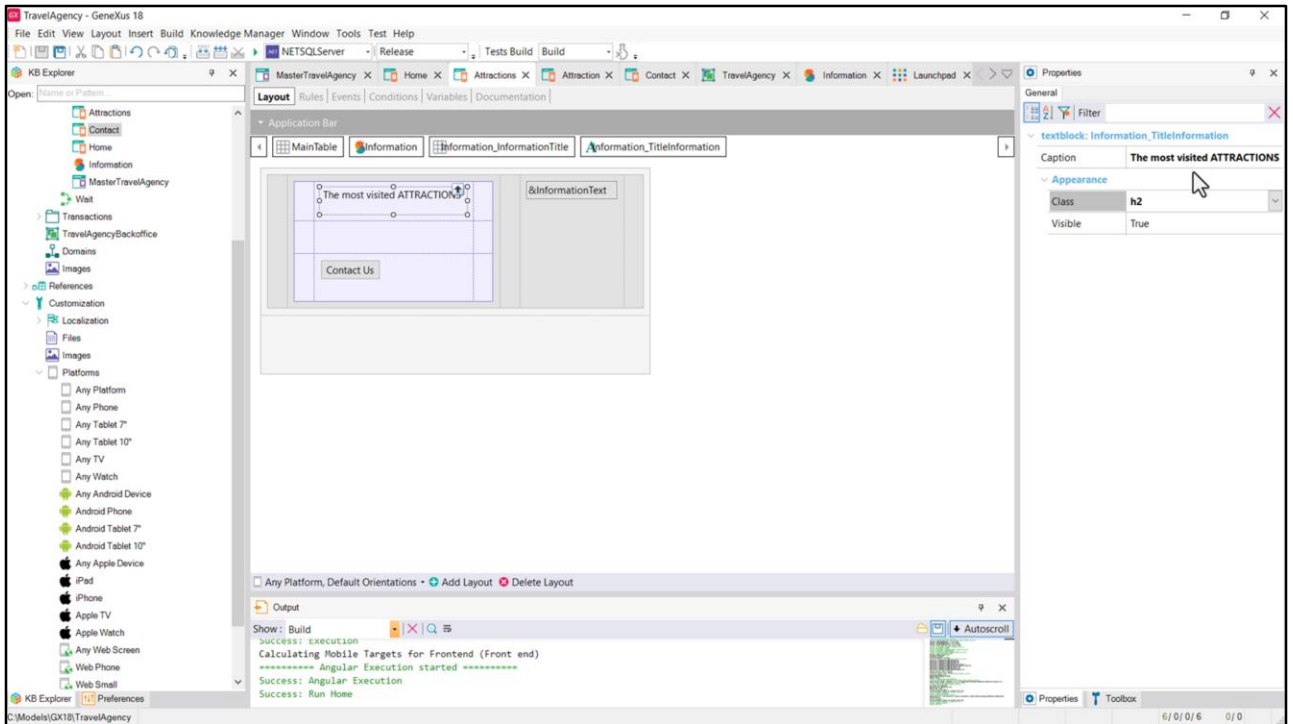 TravelAgency - GeneXus 18
File Edit View Layout Insert Build Knowledge Manager Window Tools Test Help
NETSQLServer Release Tests Build Build
KB Explorer
Open: Name or Pattern...
Attractions
Contact
Home
Information
MasterTravelAgency
Wait
Transactions
TravelAgencyBackoffice
Domains
Images
References
Customization
Localization
Files
Images
Platforms
Any Platform
Any Phone
Any Tablet 7"
Any Tablet 10"
Any TV
Any Watch
Any Android Device
Android Phone
Android Tablet 7"
Android Tablet 10"
Any Apple Device
iPad
iPhone
Apple TV
Apple Watch
Any Web Screen
Web Phone
Web Small
KB Explorer Preferences
MasterTravelAgency Home Attractions Attraction Contact TravelAgency Information Launchpad
Layout Rules Events Conditions Variables Documentation
Application Bar
MainTable Information Information_InformationTitle Information_TitleInformation
The most visited ATTRACTIONS
&InformationText
Contact Us
Any Platform, Default Orientations Add Layout Delete Layout
Output
Show: Build Autoscroll
Success: Execution
Calculating Mobile Targets for Frontend (Front end)
========== Angular Execution started ==========
Success: Angular Execution
Success: Run Home
Properties
General
Filter
textblock: Information_TitleInformation
Caption The most visited ATTRACTIONS
Appearance
Class h2
Visible True
Properties Toolbox
C:\Models\GX18\TravelAgency 6/0/0/6 0/0